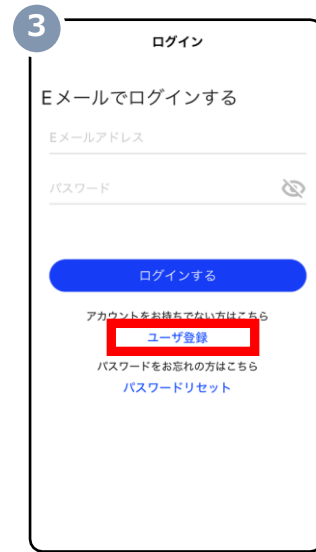 3
ログイン
Eメールでログインする
Eメールアドレス
パスワード
ログインする
アカウントをお持ちでない方はこちら
ユーザ登録
パスワードをお忘れの方はこちら
パスワードリセット